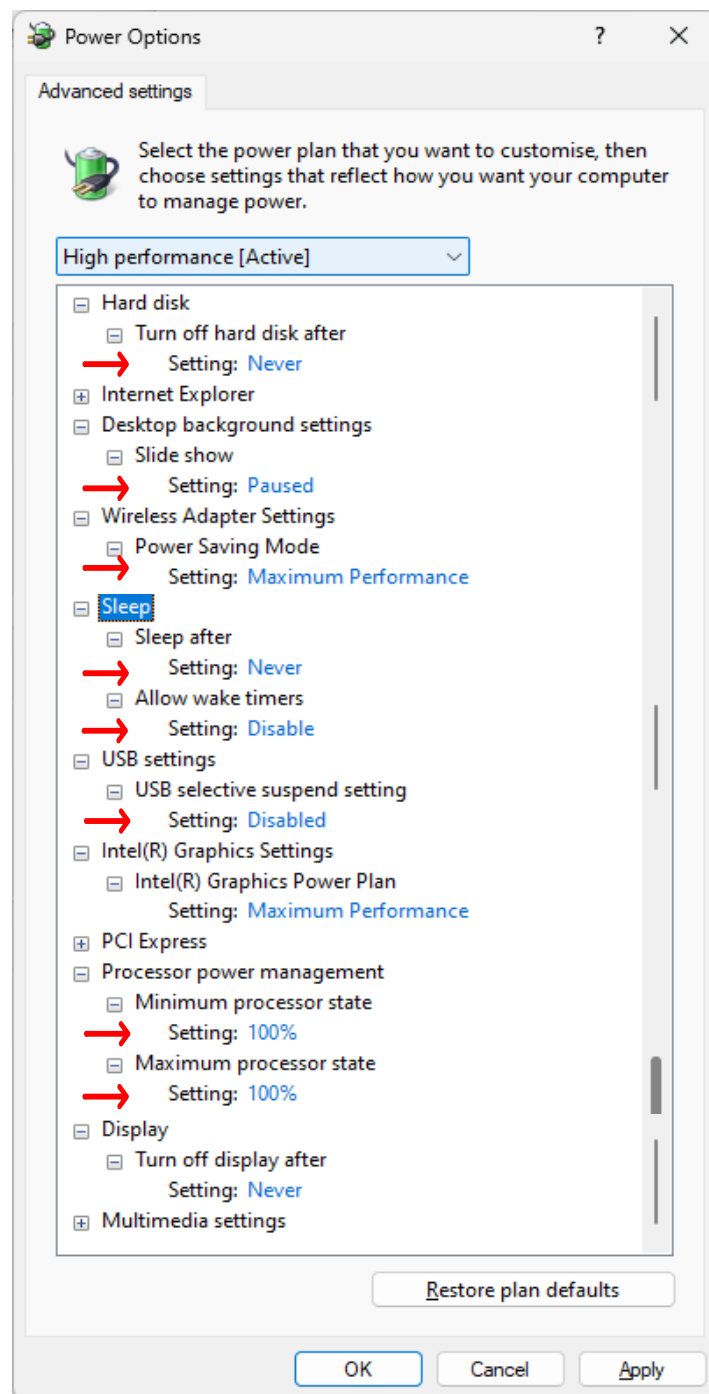 Power Options
?
Advanced settings
Select the power plan that you want to customise, then
choose settings that reflect how you want your computer
to manage power.
High performance [Active]
Hard disk
Turn off hard disk after
Setting: Never
Internet Explorer
Desktop background settings
Slide show
Setting: Paused
Wireless Adapter Settings
Power Saving Mode
Setting: Maximum Performance
Sleep
Sleep after
Setting: Never
Allow wake timers
Setting: Disable
USB settings
USB selective suspend setting
Setting: Disabled
Intel(R) Graphics Settings
Intel(R) Graphics Power Plan
Setting: Maximum Performance
PCI Express
Processor power management
Minimum processor state
Setting: 100%
Maximum processor state
Setting: 100%
Display
Turn off display after
Setting: Never
Multimedia settings
Restore plan defaults
OK Cancel Apply